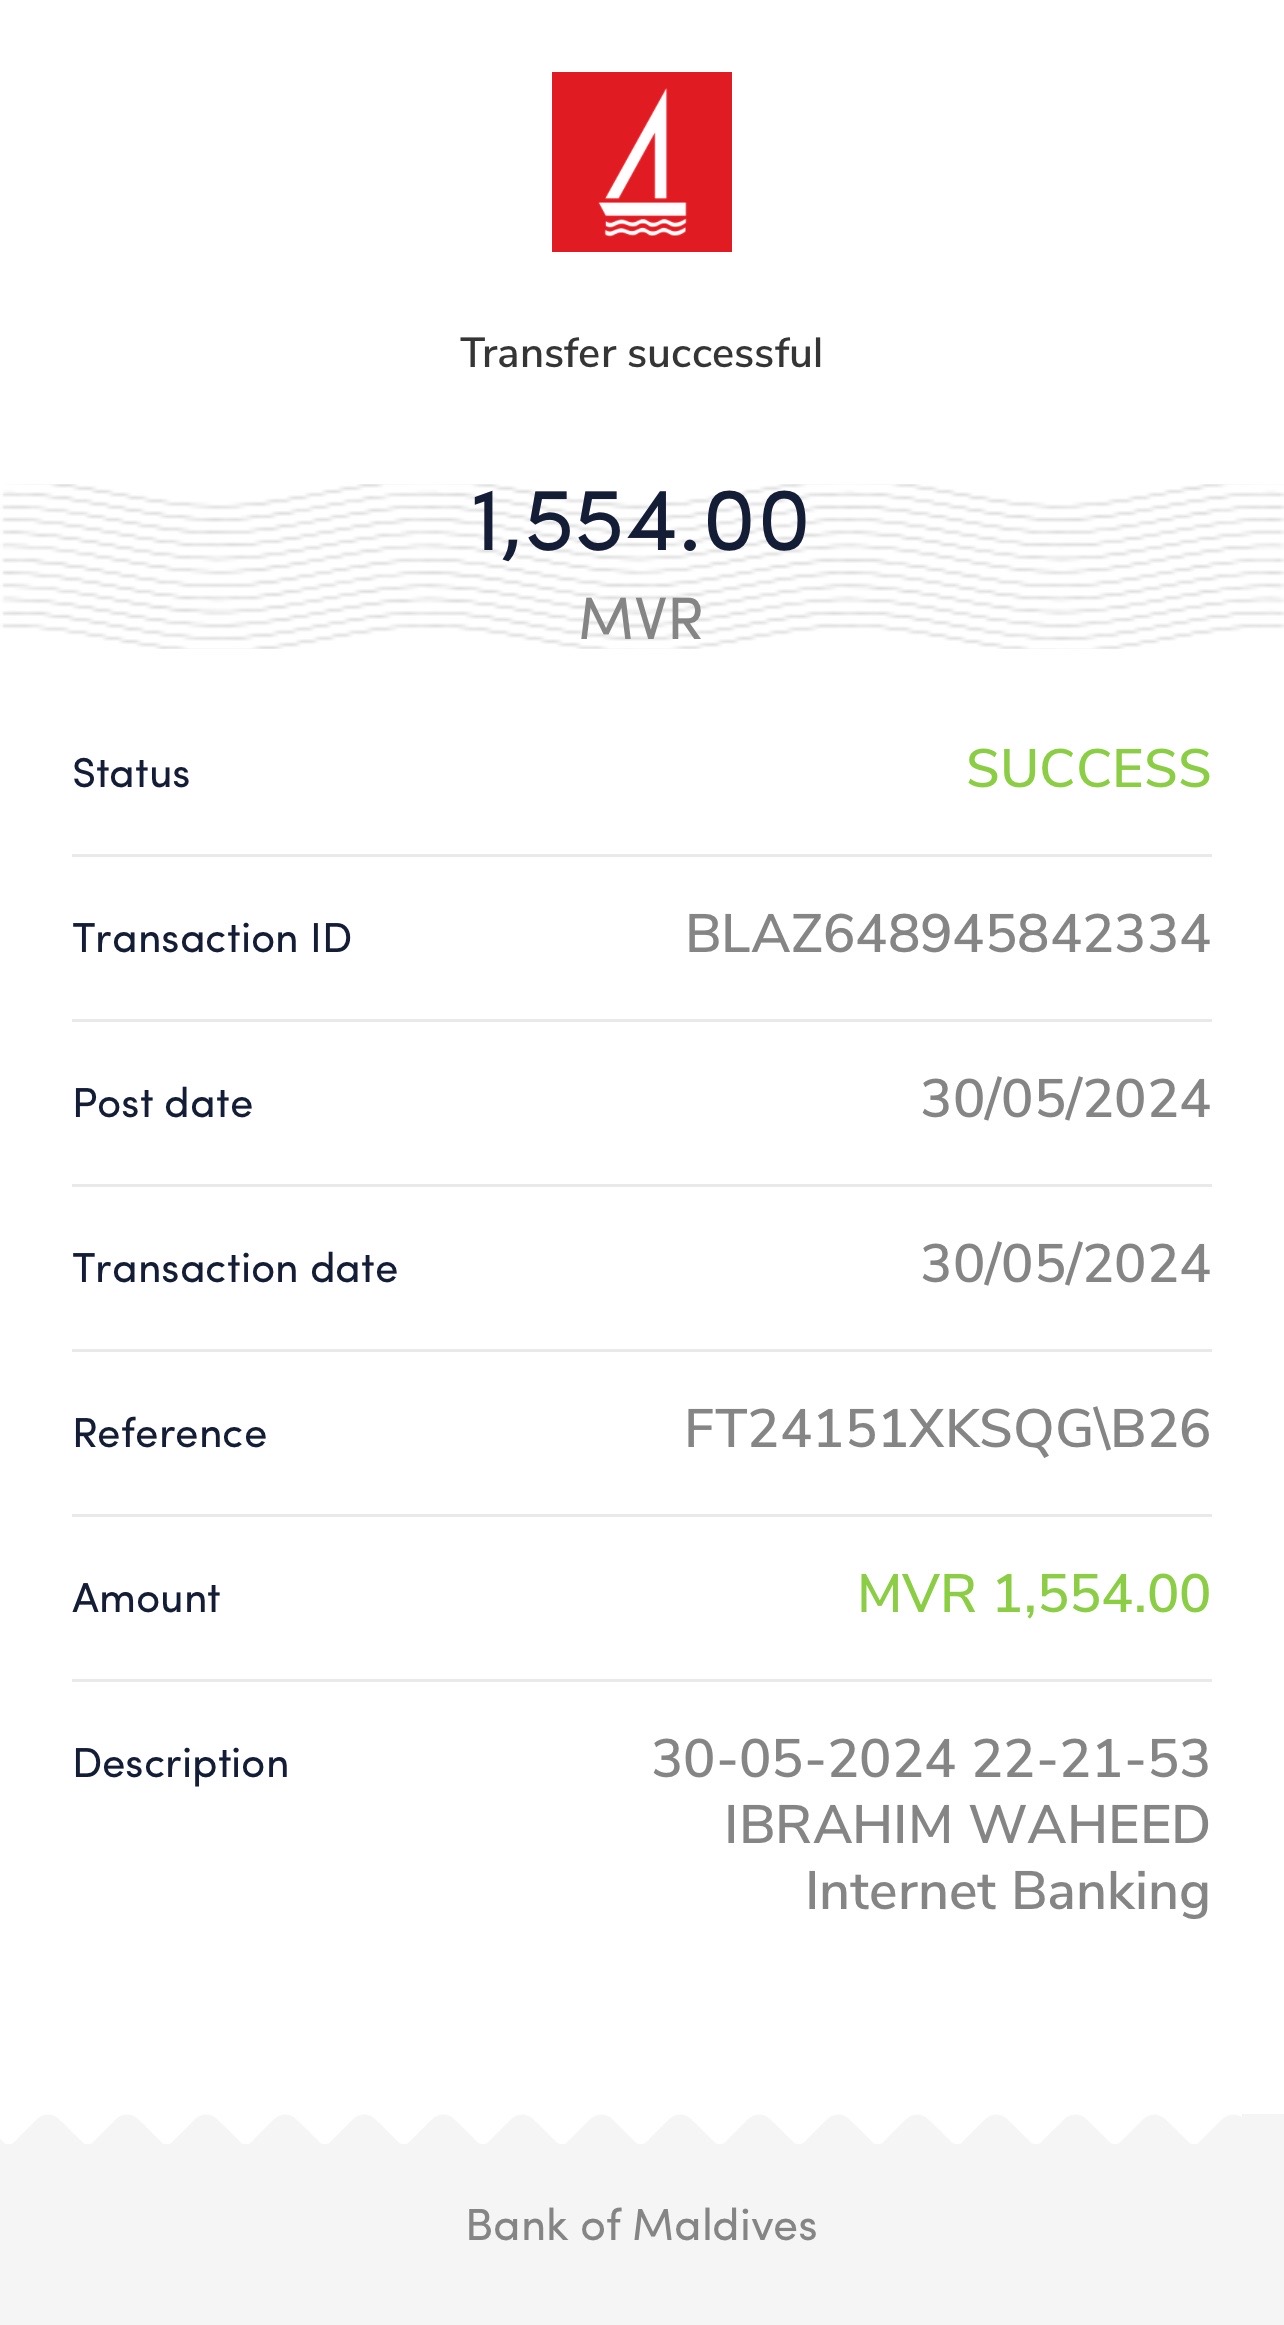 Transfer successful
1,554.00
MVR
Status SUCCESS
Transaction ID BLAZ648945842334
Post date 30/05/2024
Transaction date 30/05/2024
Reference FT24151XKSQG\B26
Amount MVR 1,554.00
Description 30-05-2024 22-21-53
IBRAHIM WAHEED
Internet Banking
Bank of Maldives